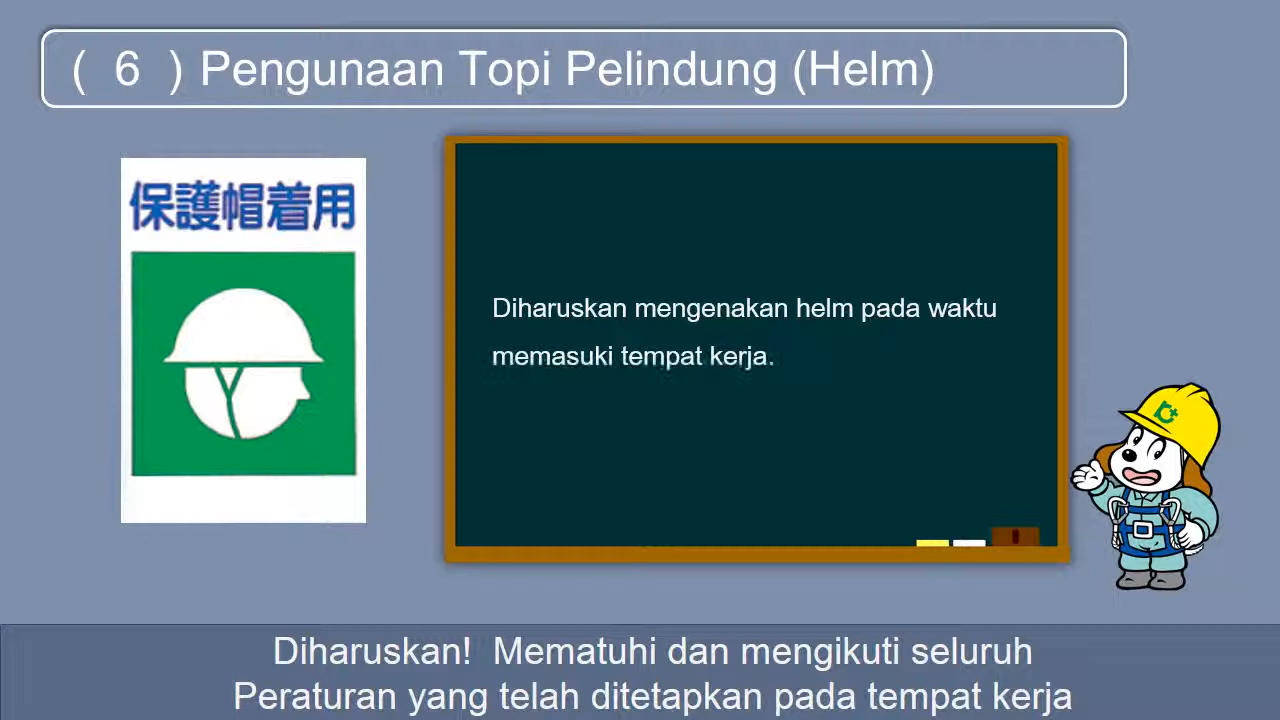 ( 6 ) Pengunaan Topi Pelindung (Helm)
保護帽着用
Diharuskan mengenakan helm pada waktu
memasuki tempat kerja.
Diharuskan! Mematuhi dan mengikuti seluruh
Peraturan yang telah ditetapkan pada tempat kerja